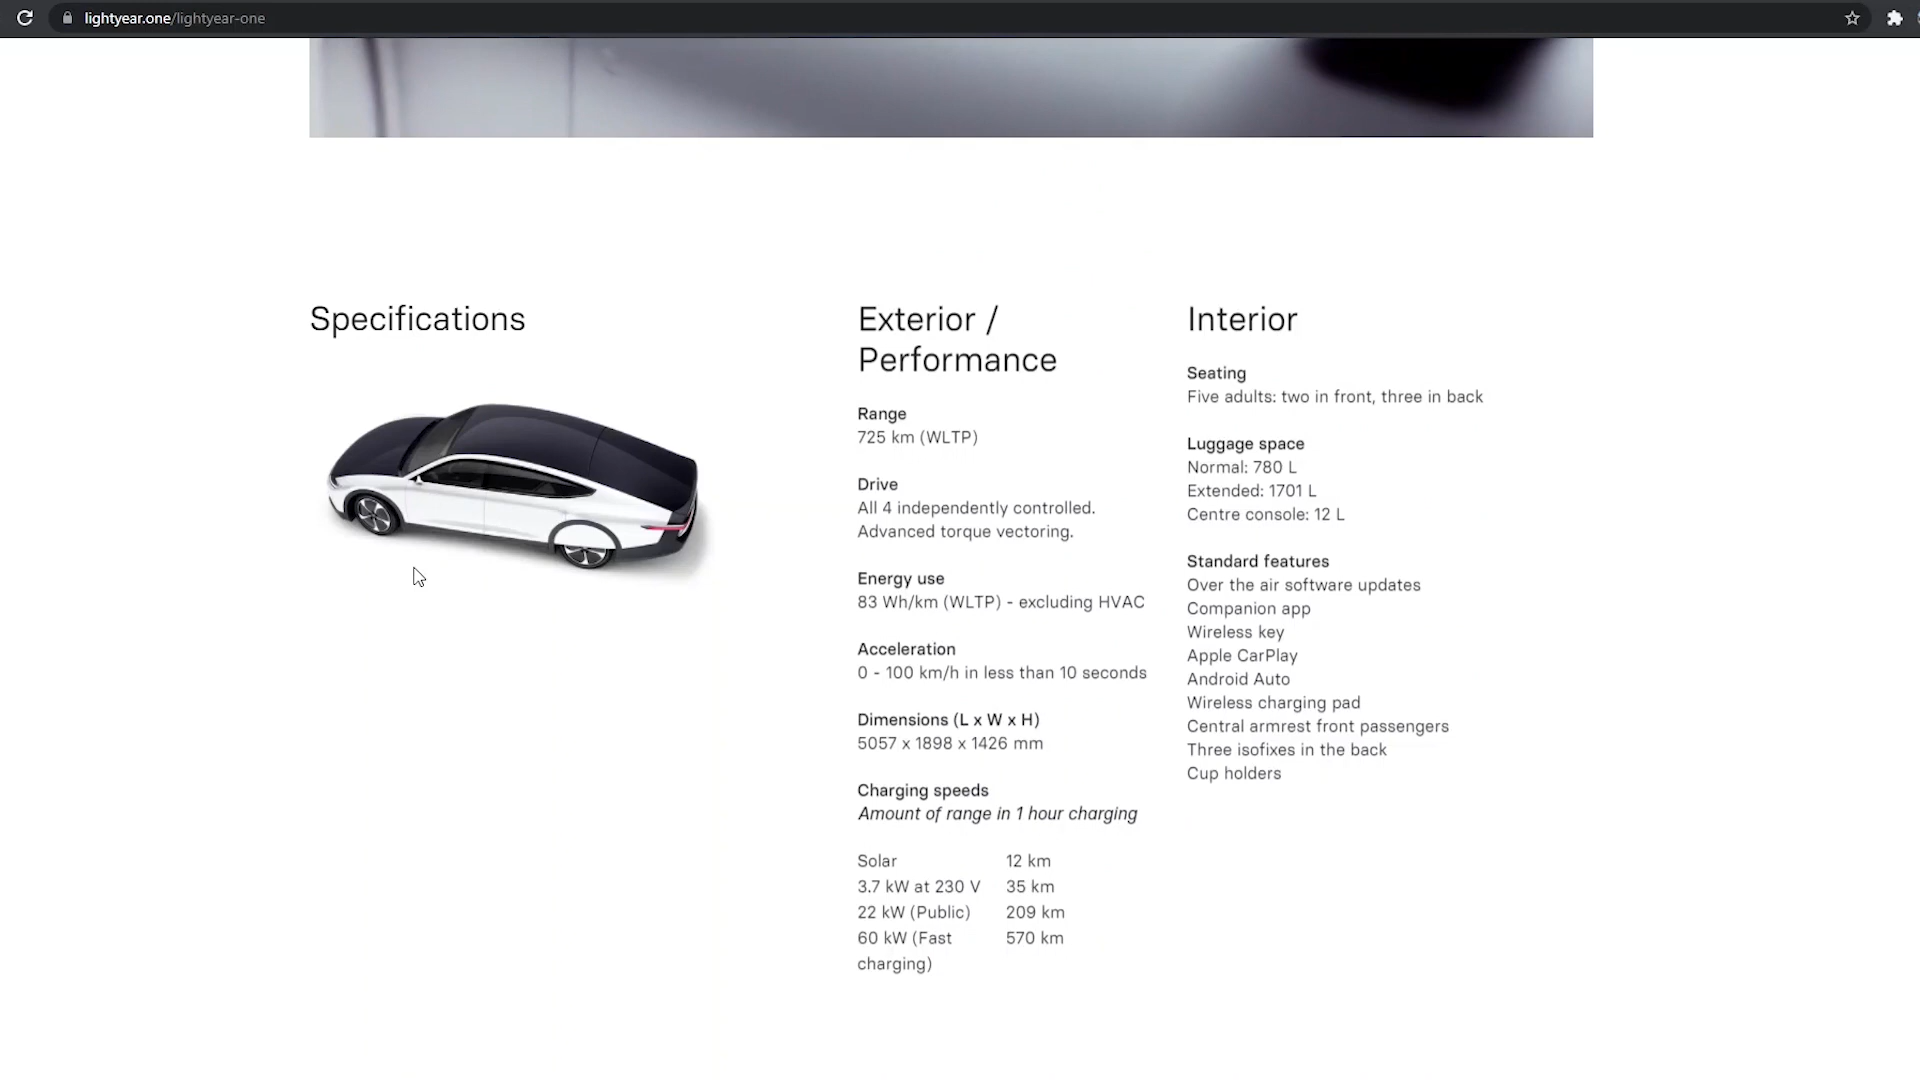 lightyear.one/lightyear-one
Specifications
Exterior /
Performance
Range
725 km (WLTP)
Drive
All 4 independently controlled.
Advanced torque vectoring.
Energy use
83 Wh/km (WLTP) - excluding HVAC
Acceleration
0 - 100 km/h in less than 10 seconds
Dimensions (L x W x H)
5057 x 1898 x 1426 mm
Charging speeds
Amount of range in 1 hour charging
Solar 12 km
3.7 kW at 230 V 35 km
22 kW (Public) 209 km
60 kW (Fast 570 km
charging)
Interior
Seating
Five adults: two in front, three in back
Luggage space
Normal: 780 L
Extended: 1701 L
Centre console: 12 L
Standard features
Over the air software updates
Companion app
Wireless key
Apple CarPlay
Android Auto
Wireless charging pad
Central armrest front passengers
Three isofixes in the back
Cup holders